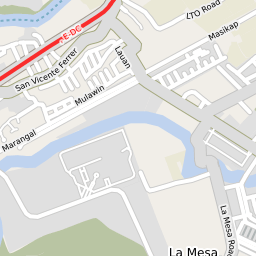 LTO Road
Masikap
E-DC
Lauan
San Vicente Ferrer
Mulawin
Marangal
La Mesa Road
La Mesa